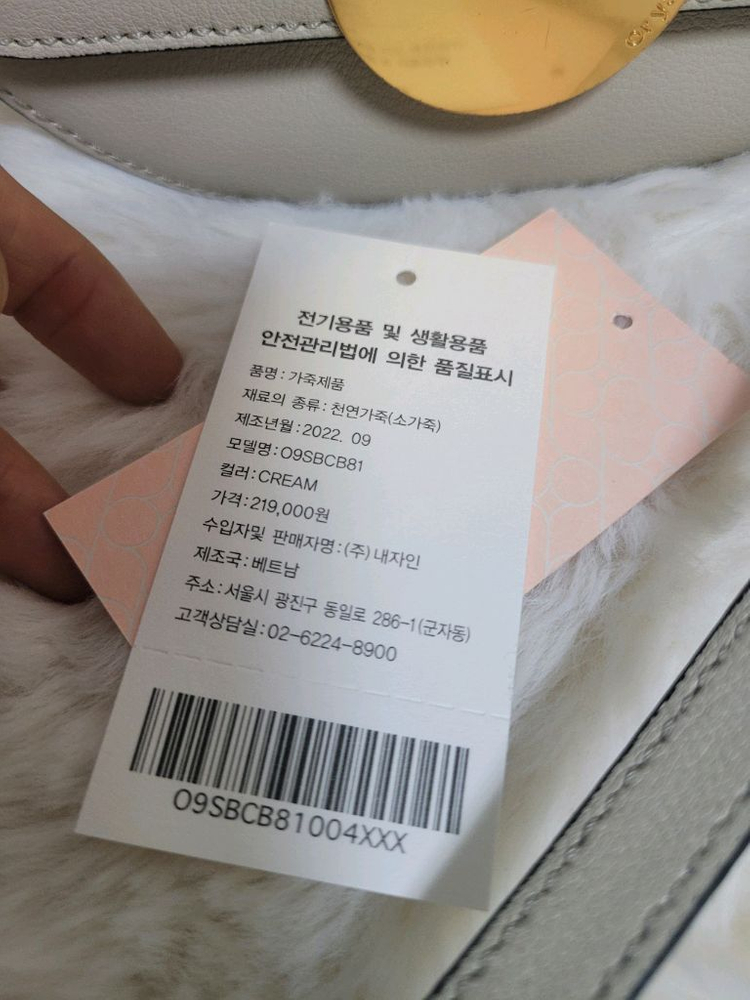 전기용품 및 생활용품
안전관리법에 의한 품질표시
품명:가죽제품
재료의 종류:천연가죽(소가죽)
제조년월:2022. 09
모델명:O9SBCB81
컬러:CREAM
가격:219,000원
수입자및 판매자명:(주)내자인
제조국:베트남
주소:서울시 광진구 동일로 286-1(군자동)
고객상담실:02-6224-8900
O9SBCB81004XXX